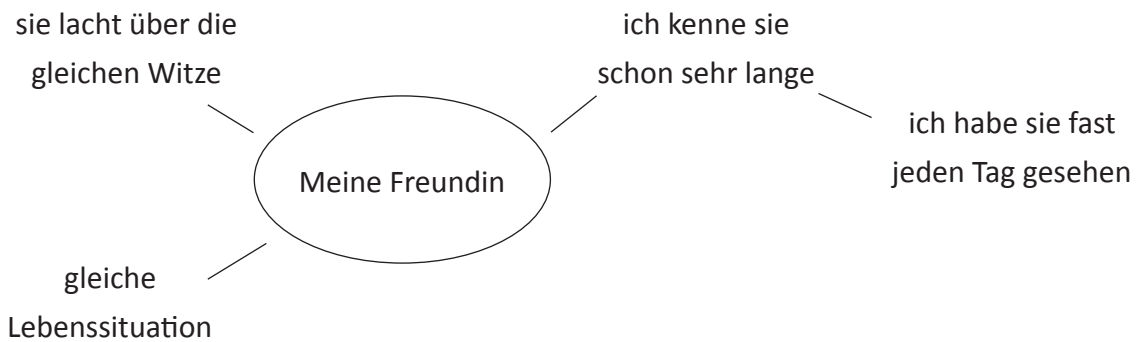 sie lacht über die
gleichen Witze
ich kenne sie
schon sehr lange
ich habe sie fast
jeden Tag gesehen
Meine Freundin
gleiche
Lebenssituation